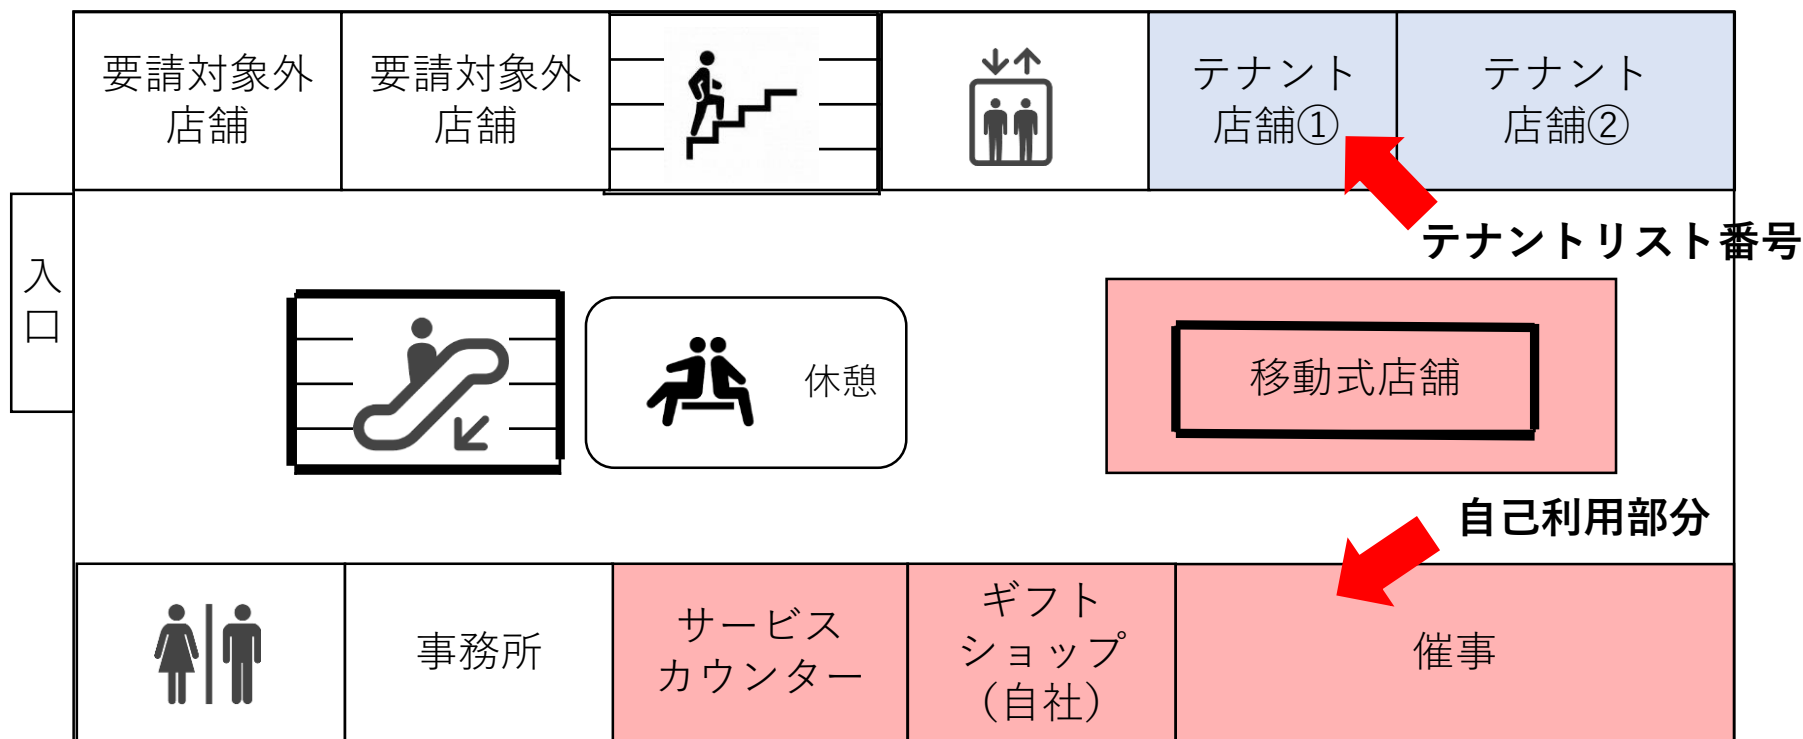 要請対象外
店舗
要請対象外
店舗
テナント
店舗①
テナント
店舗②
テナントリスト番号
入
口
休憩
移動式店舗
自己利用部分
事務所
サービス
カウンター
ギフト
ショップ
（自社）
催事